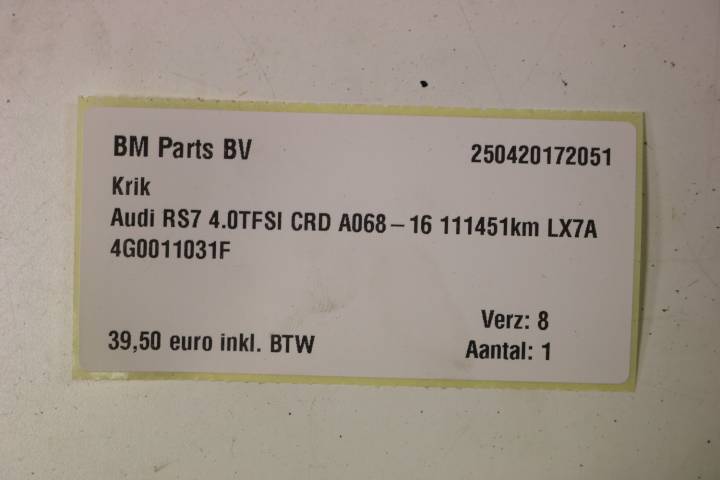 BM Parts BV 250420172051
Krik
Audi RS7 4.0TFSI CRD A068-16 111451km LX7A
4G0011031F
Verz: 8
39,50 euro inkl. BTW Aantal: 1